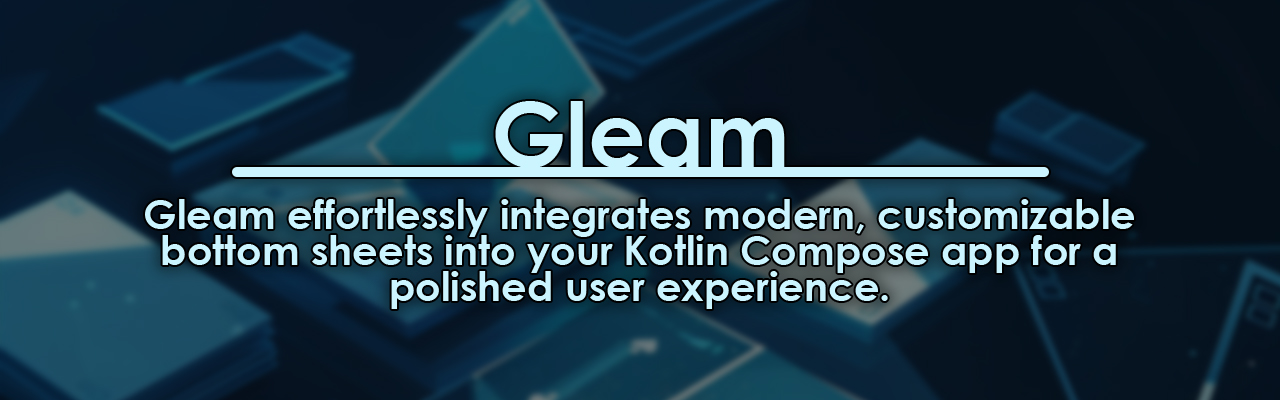 Gleam
Gleam effortlessly integrates modern, customizable
bottom sheets into your Kotlin Compose app for a
polished user experience.